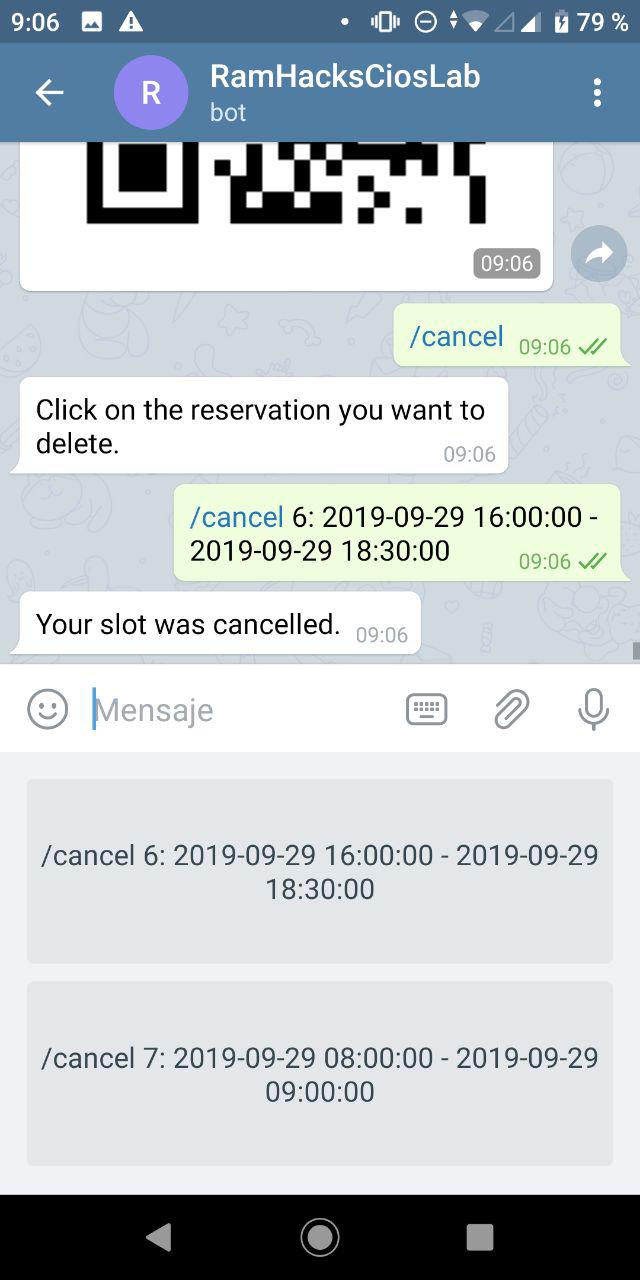 9:06 79 %
R
RamHacksCiosLab
bot
09:06
/cancel 09:06
Click on the reservation you want to
delete. 09:06
/cancel 6: 2019-09-29 16:00:00 -
2019-09-29 18:30:00 09:06
Your slot was cancelled. 09:06
Mensaje
/cancel 6: 2019-09-29 16:00:00 - 2019-09-29
18:30:00
/cancel 7: 2019-09-29 08:00:00 - 2019-09-29
09:00:00